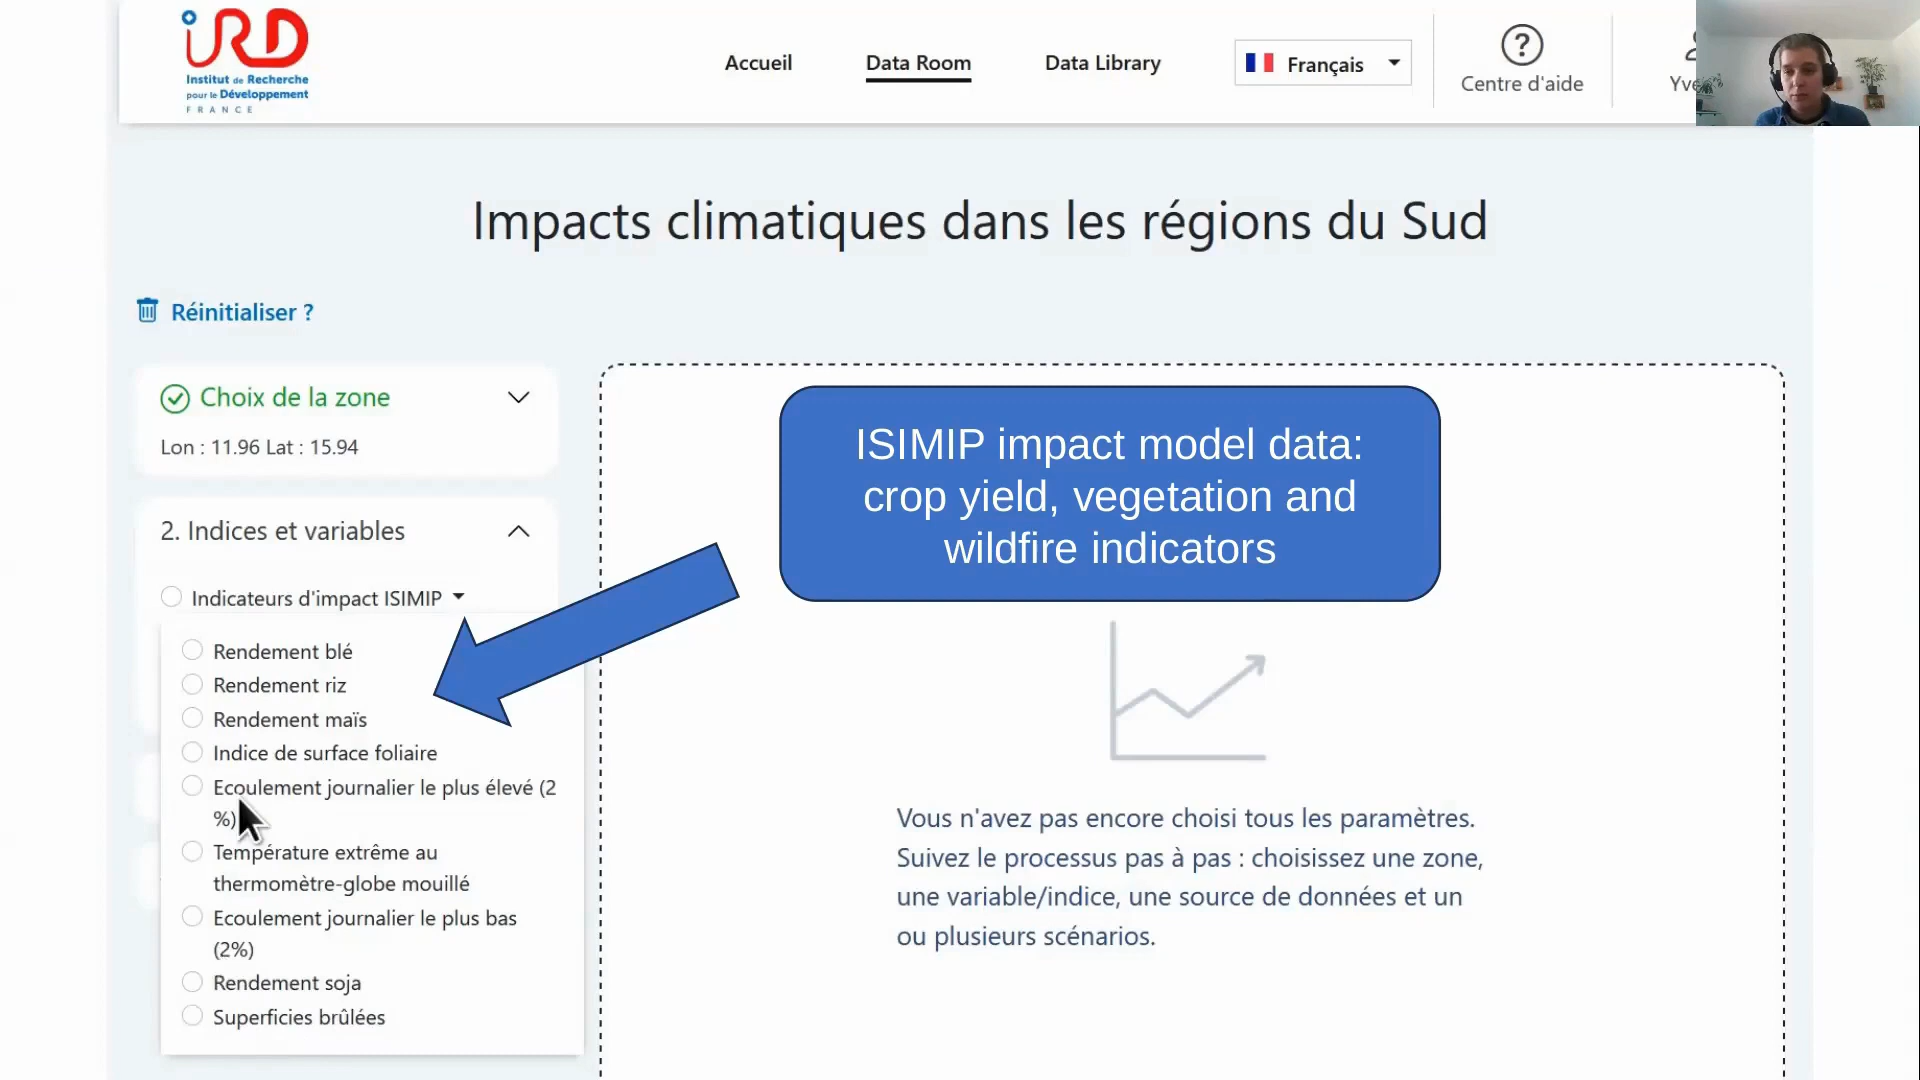 iRD
Institut de Recherche
pour le Développement
FRANCE
Accueil
Data Room
Data Library
Français
?
Centre d'aide
Impacts climatiques dans les régions du Sud
Réinitialiser ?
Choix de la zone
Lon : 11.96 Lat : 15.94
2. Indices et variables
Indicateurs d'impact ISIMIP
Rendement blé
Rendement riz
Rendement maïs
Indice de surface foliaire
Ecoulement journalier le plus élevé (2
%)
Température extrême au
thermomètre-globe mouillé
Ecoulement journalier le plus bas
(2%)
Rendement soja
Superficies brûlées
ISIMIP impact model data:
crop yield, vegetation and
wildfire indicators
Vous n'avez pas encore choisi tous les paramètres.
Suivez le processus pas à pas : choisissez une zone,
une variable/indice, une source de données et un
ou plusieurs scénarios.